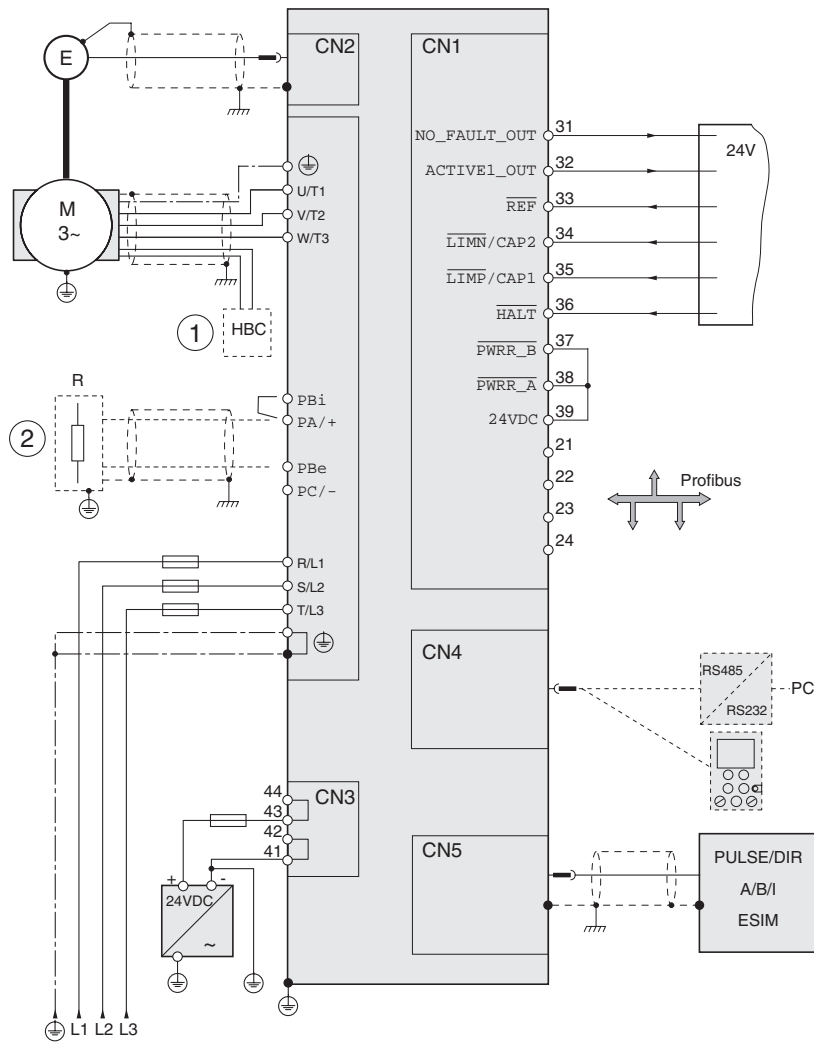 E
CN2
CN1
NO_FAULT_OUT 31
ACTIVE1_OUT 32
REF 33
LIMN/CAP2 34
LIMP/CAP1 35
HALT 36
PWRR_B 37
PWRR_A 38
24VDC 39
21
22
23
24
24V
Profibus
M
3~
U/T1
V/T2
W/T3
1
HBC
R
2
PBi
PA/+
PBe
PC/-
R/L1
S/L2
T/L3
CN4
RS485
RS232
PC
CN3
44
43
42
41
+ -
24VDC
~
CN5
PULSE/DIR
A/B/I
ESIM
L1 L2 L3